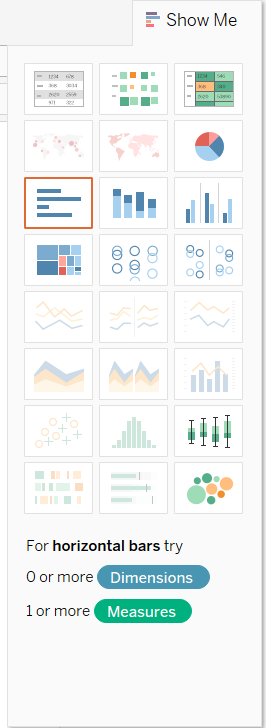 Show Me
For horizontal bars try
0 or more Dimensions
1 or more Measures